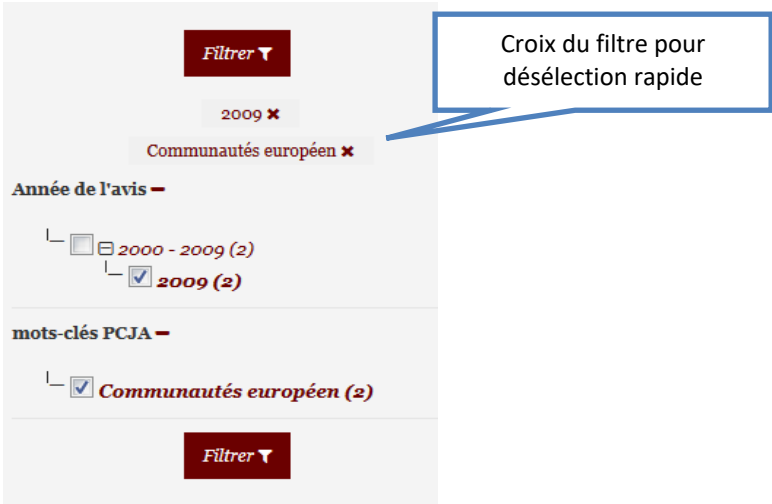 Filtrer
Croix du filtre pour
désélection rapide
2009
Communautés européen
Année de l'avis
2000 - 2009 (2)
2009 (2)
mots-clés PCJA
Communautés européen (2)
Filtrer